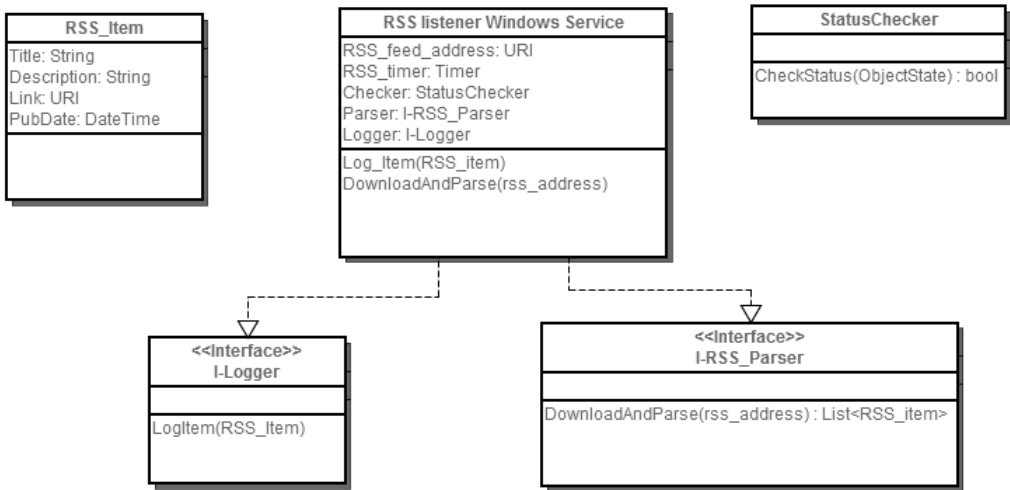 RSS_Item
Title: String
Description: String
Link: URI
PubDate: DateTime
RSS listener Windows Service
RSS_feed_address: URI
RSS_timer: Timer
Checker: StatusChecker
Parser: I-RSS_Parser
Logger: I-Logger
Log_Item(RSS_item)
DownloadAndParse(rss_address)
StatusChecker
CheckStatus(ObjectState) : bool
<<Interface>>
I-Logger
LogItem(RSS_Item)
<<Interface>>
I-RSS_Parser
DownloadAndParse(rss_address) : List<RSS_item>